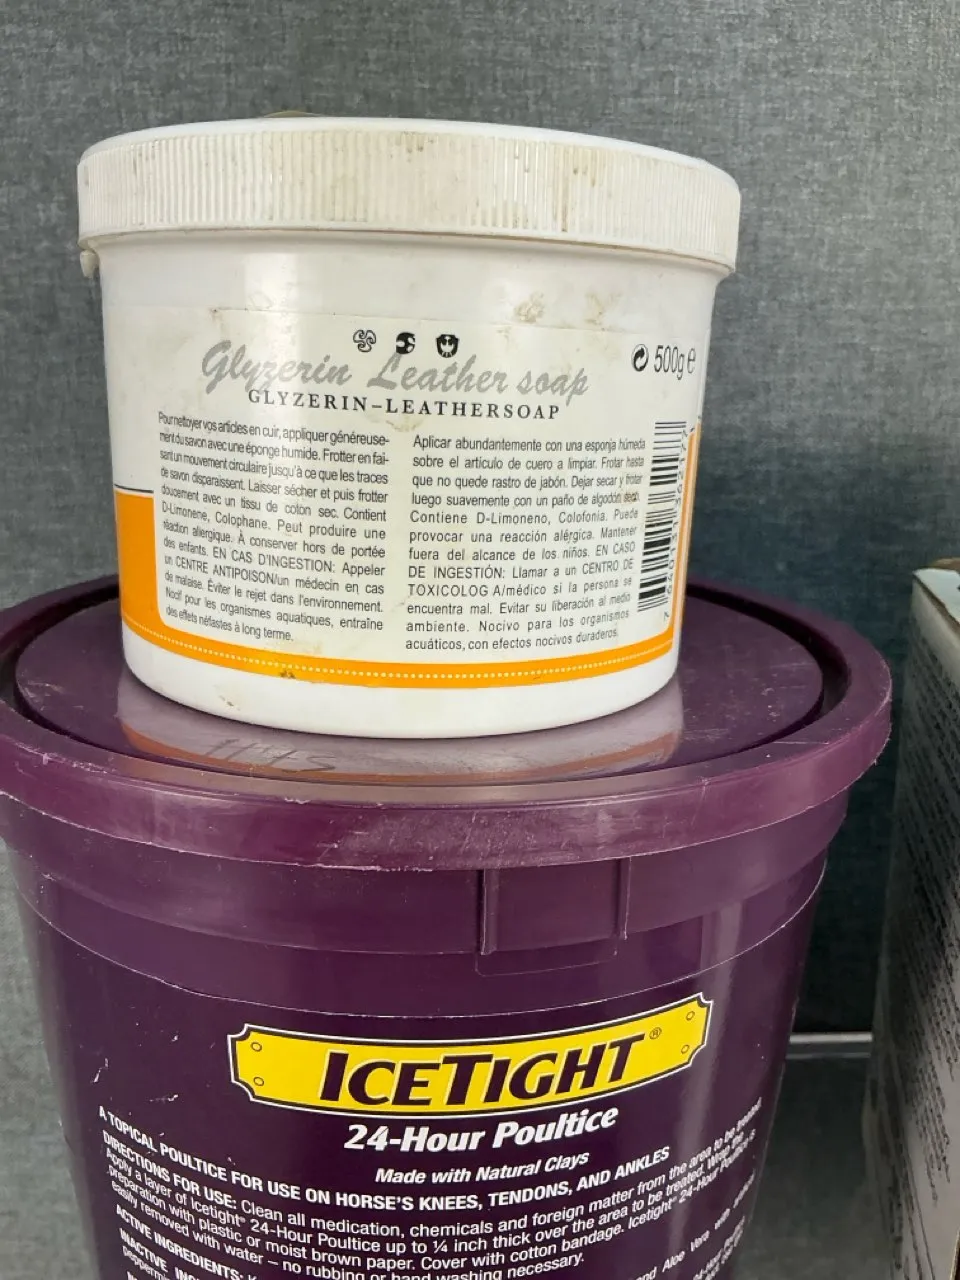 Glyzerin Leather soap
GLYZERIN-LEATHERSOAP
500g e
Pour nettoyer vos articles en cuir, appliquer généreuse-
ment du savon avec une éponge humide. Frotter en fai-
sant un mouvement circulaire jusqu'à ce que les traces
de savon disparaissent. Laisser sécher et puis frotter
doucement avec un tissu de coton sec. Contient
D-Limonene, Colophane. Peut produire une
réaction allergique. À conserver hors de portée
des enfants. EN CAS D'INGESTION: Appeler
un CENTRE ANTIPOISON/un médecin en cas
de malaise. Éviter le rejet dans l'environnement.
Nocif pour les organismes aquatiques, entraîne
des effets néfastes à long terme.
Aplicar abundantemente con una esponja húmeda
sobre el artículo de cuero a limpiar. Frotar hasta
que no quede rastro de jabón. Dejar secar y frotar
luego suavemente con un paño de algodón seco.
Contiene D-Limoneno, Colofonia. Puede
provocar una reacción alérgica. Mantener
fuera del alcance de los niños. EN CASO
DE INGESTIÓN: Llamar a un CENTRO DE
TOXICOLOG A/médico si la persona se
encuentra mal. Evitar su liberación al medio
ambiente. Nocivo para los organismos
acuáticos, con efectos nocivos duraderos.
ICETIGHT®
24-Hour Poultice
Made with Natural Clays
A TOPICAL POULTICE FOR USE ON HORSE'S KNEES, TENDONS, AND ANKLES
DIRECTIONS FOR USE: Clean all medication, chemicals and foreign matter from the area to be treated.
Apply a layer of Icetight® 24-Hour Poultice up to ¼ inch thick over the area to be treated. Wrap the
preparation with plastic or moist brown paper. Cover with cotton bandage. Icetight® 24-Hour Poultice is
easily removed with water – no rubbing or hand washing necessary.
ACTIVE INGREDIENTS:
INACTIVE
and Aloe Vera with